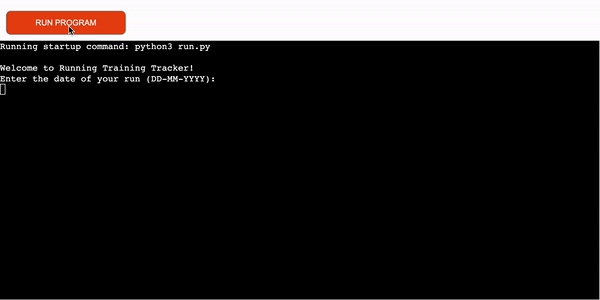 RUN PROGRAM
Running startup command: python3 run.py
Welcome to Running Training Tracker!
Enter the date of your run (DD-MM-YYYY):